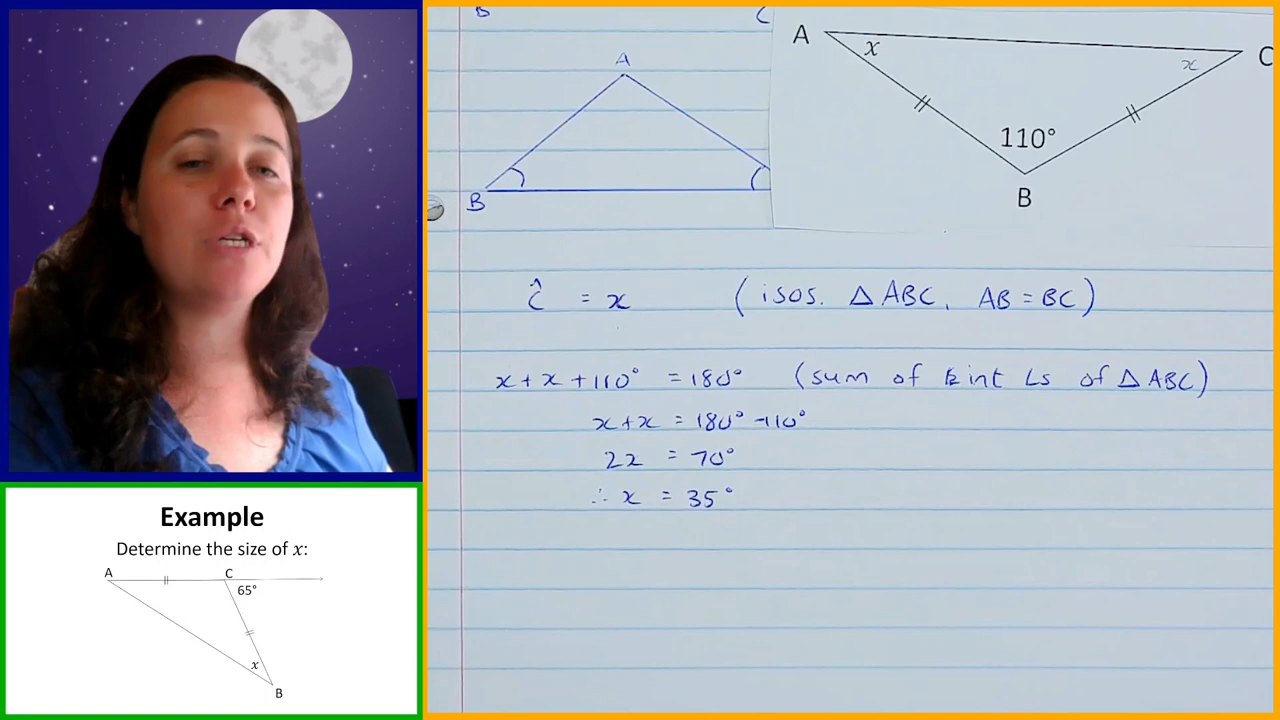 B C
A
B
A x x C
110°
B
Ĉ = x (isos. △ABC, AB = BC)
x + x + 110° = 180° (sum of int ∠s of △ABC)
x + x = 180° - 110°
2x = 70°
∴ x = 35°
Example
Determine the size of x:
A C
65°
x
B